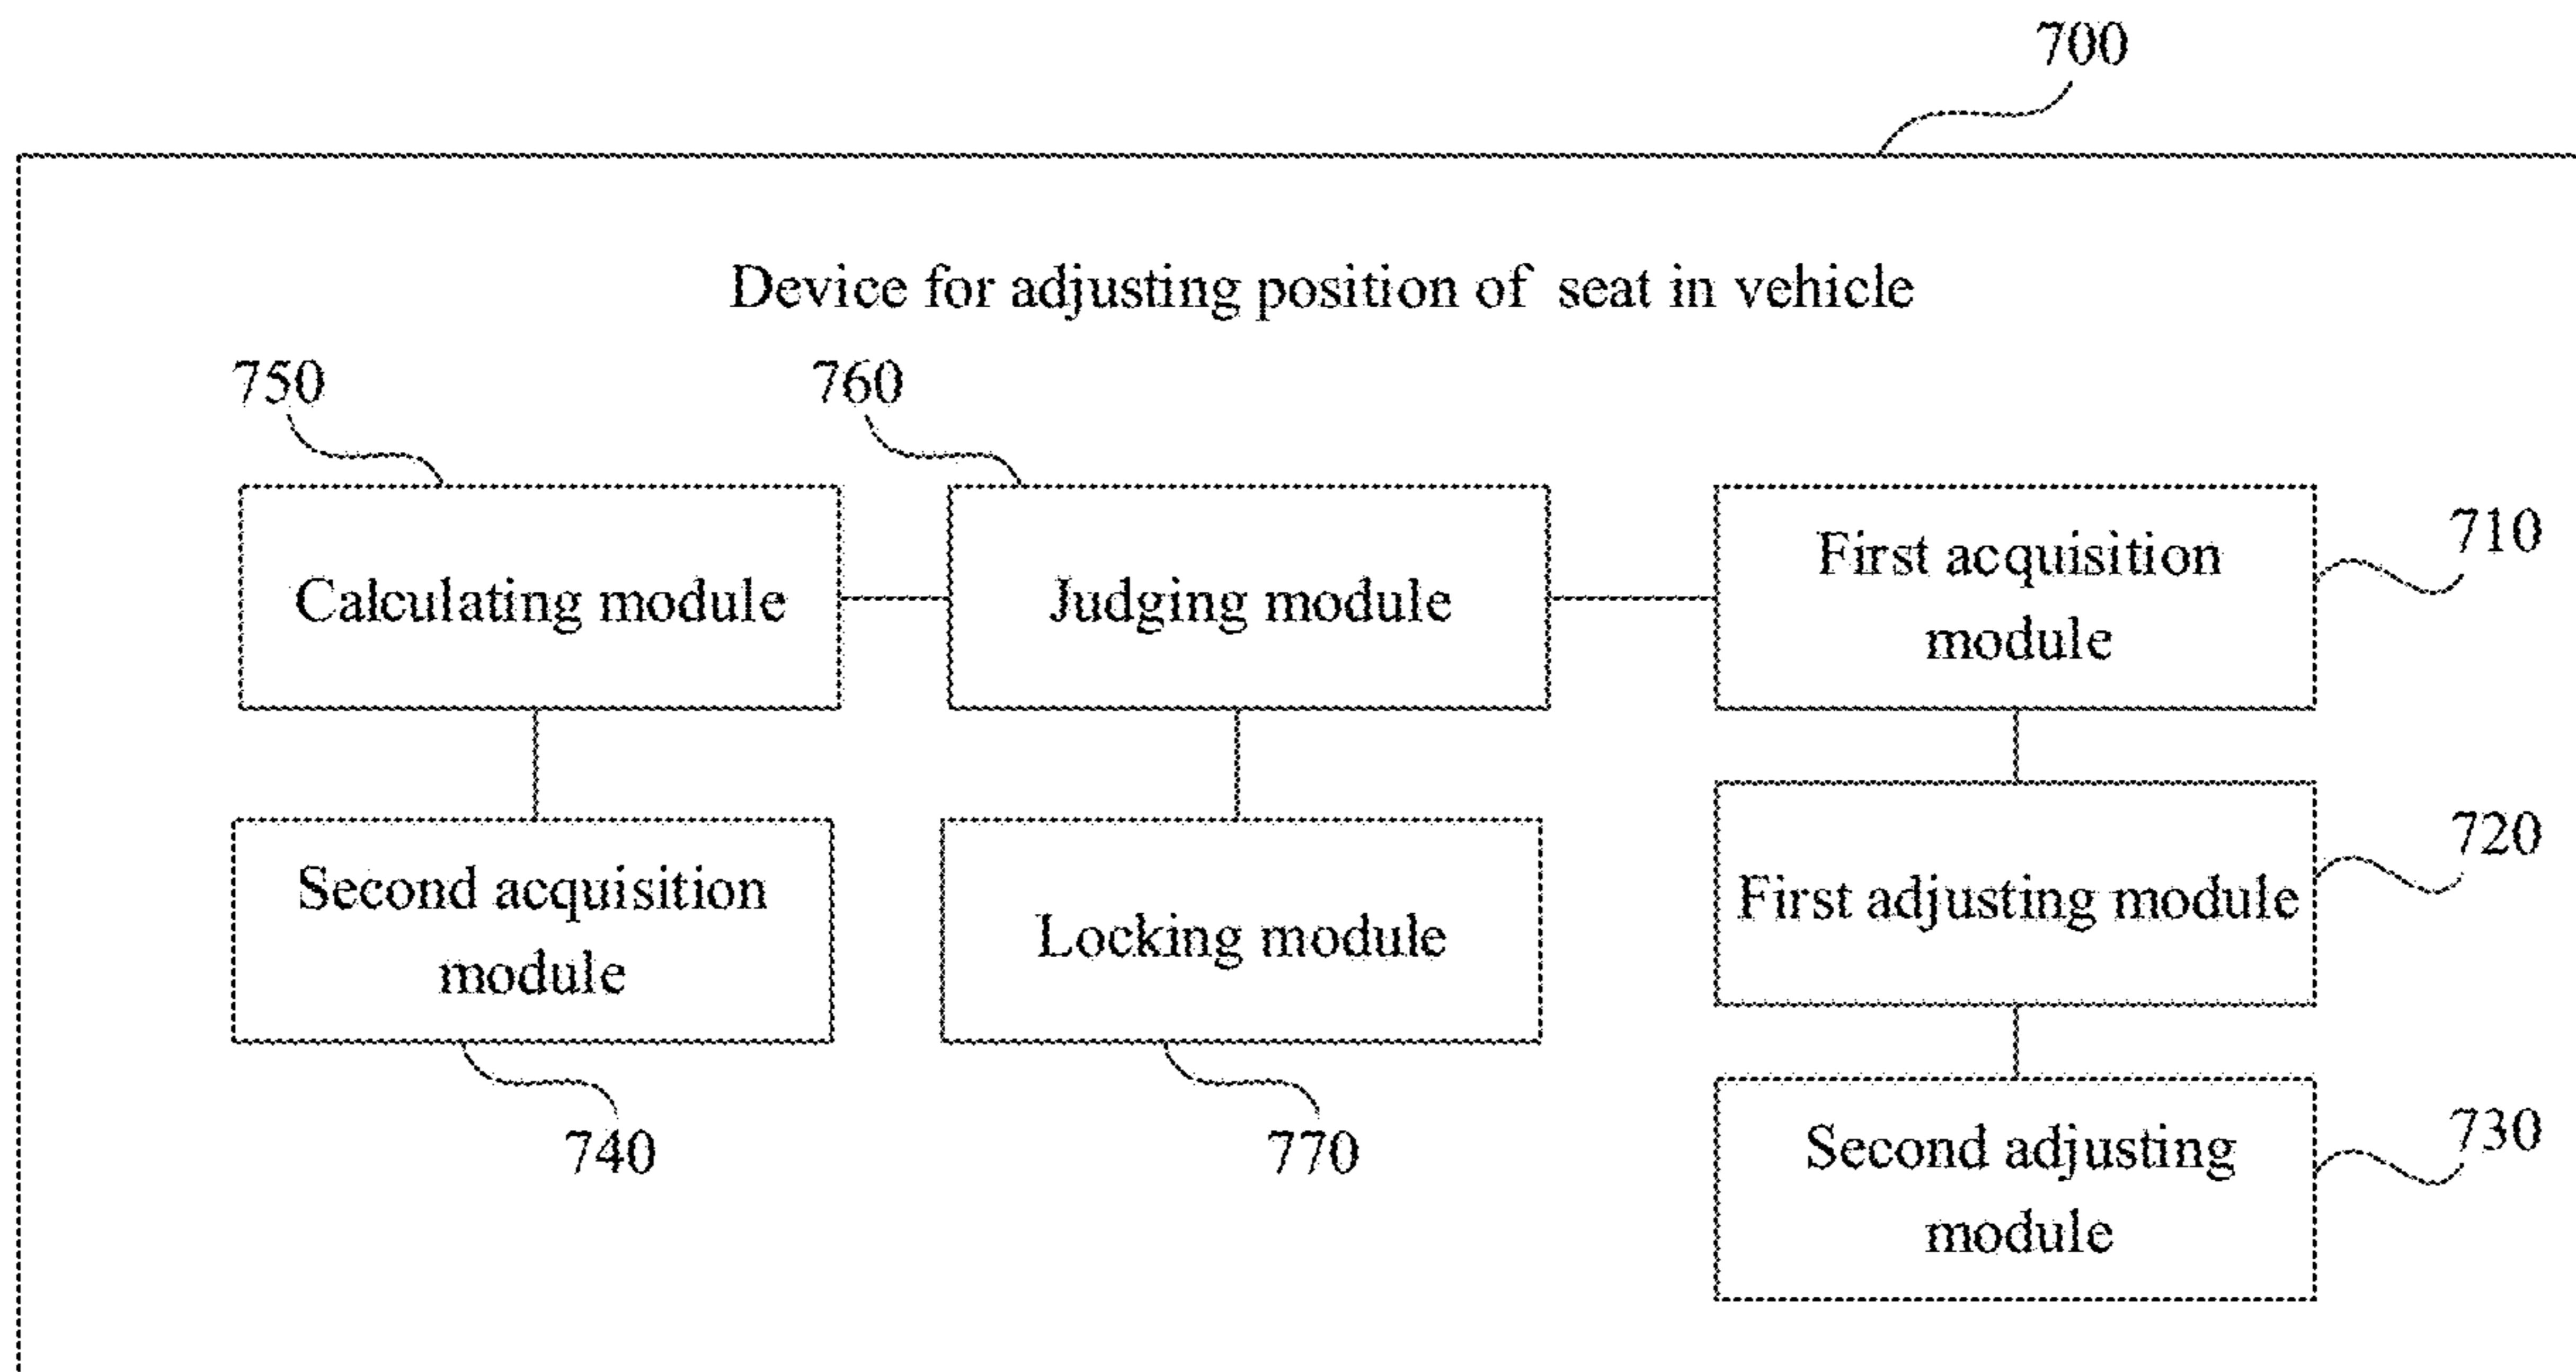 700
Device for adjusting position of seat in vehicle
750
760
Calculating module
Judging module
First acquisition
module
710
Second acquisition
module
Locking module
First adjusting module
720
740
770
Second adjusting
module
730